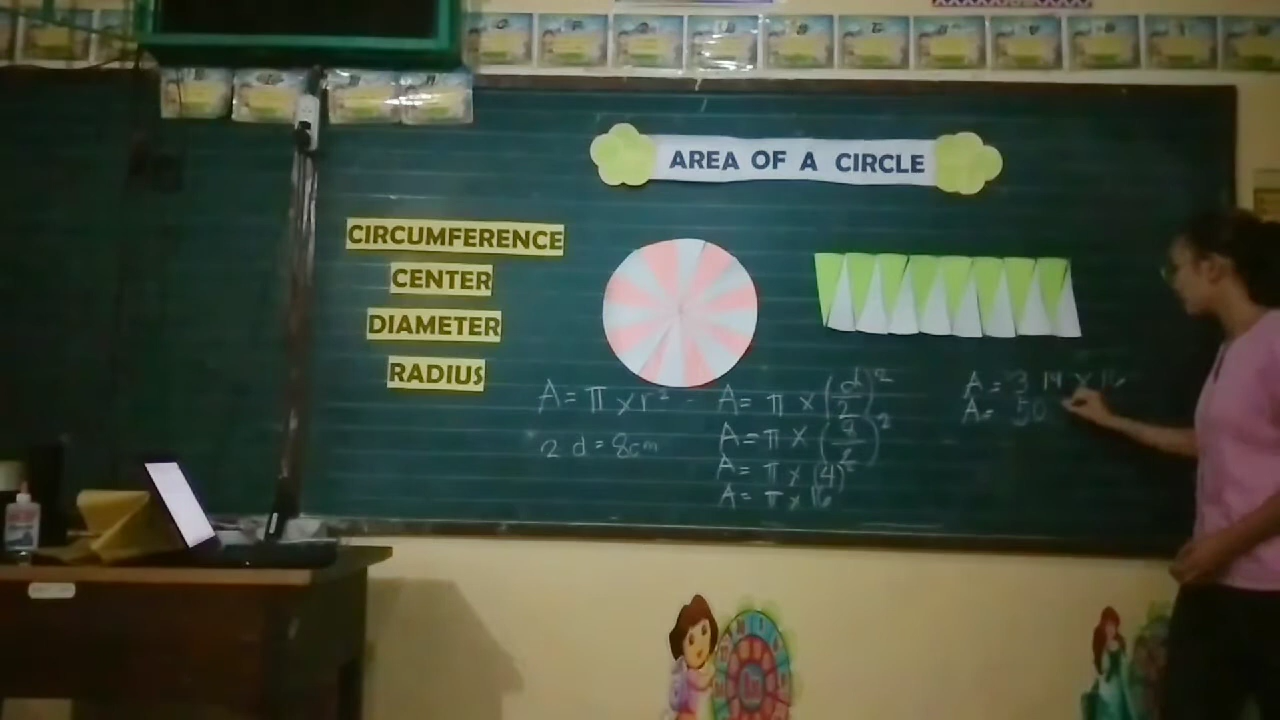 AREA OF A CIRCLE
CIRCUMFERENCE
CENTER
DIAMETER
RADIUS
A = π x r²
2 d = 8cm
A = π x (d/2)²
A = π x (8/2)²
A = π x (4)²
A = π x 16
A = 3.14 x 16
A = 50